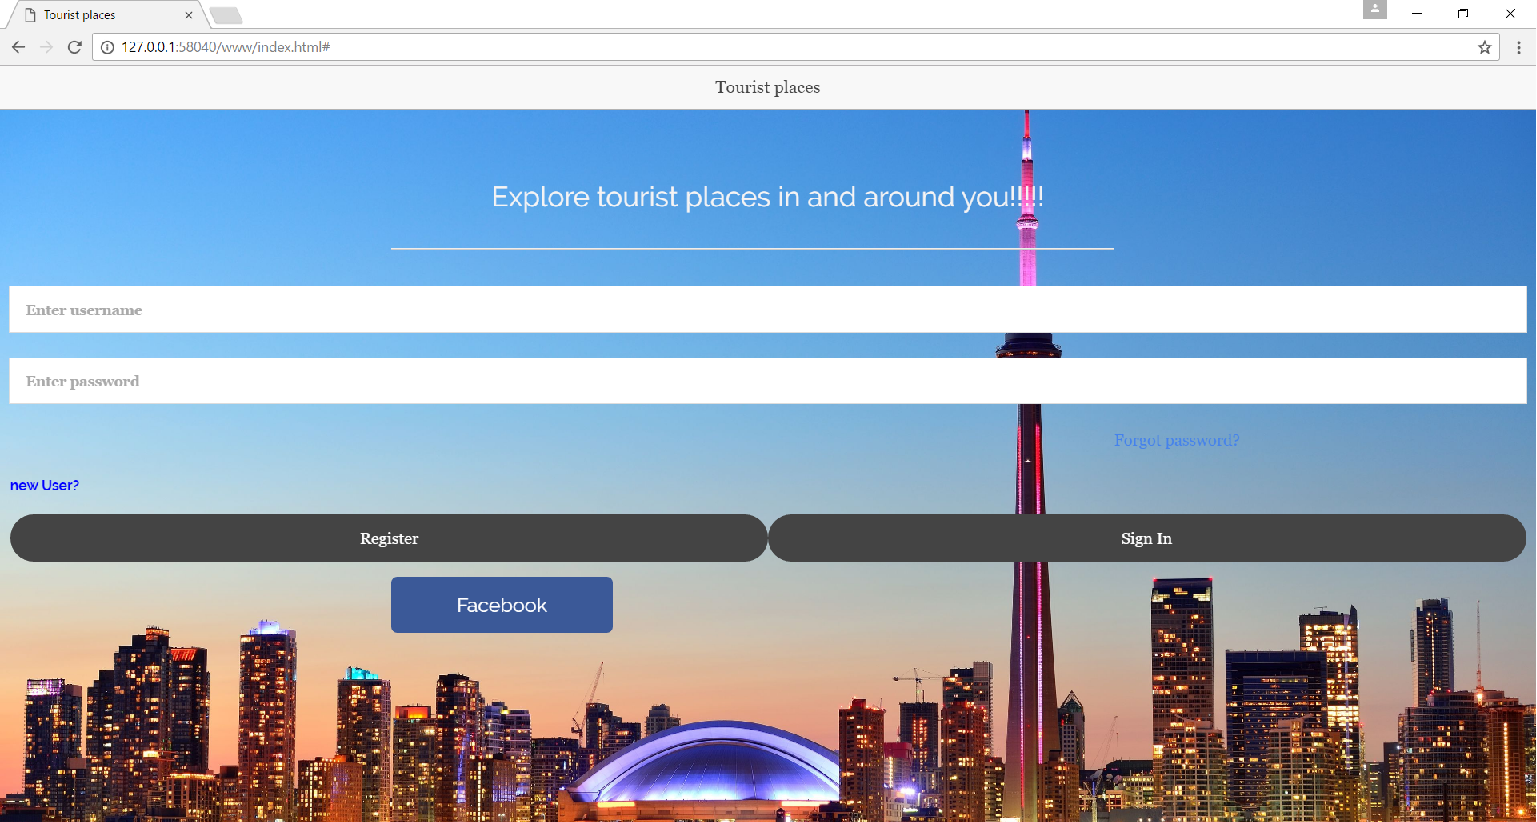 Tourist places
127.0.0.1:58040/www/index.html#
Tourist places
Explore tourist places in and around you!!!!!
Enter username
Enter password
Forgot password?
new User?
Register
Sign In
Facebook